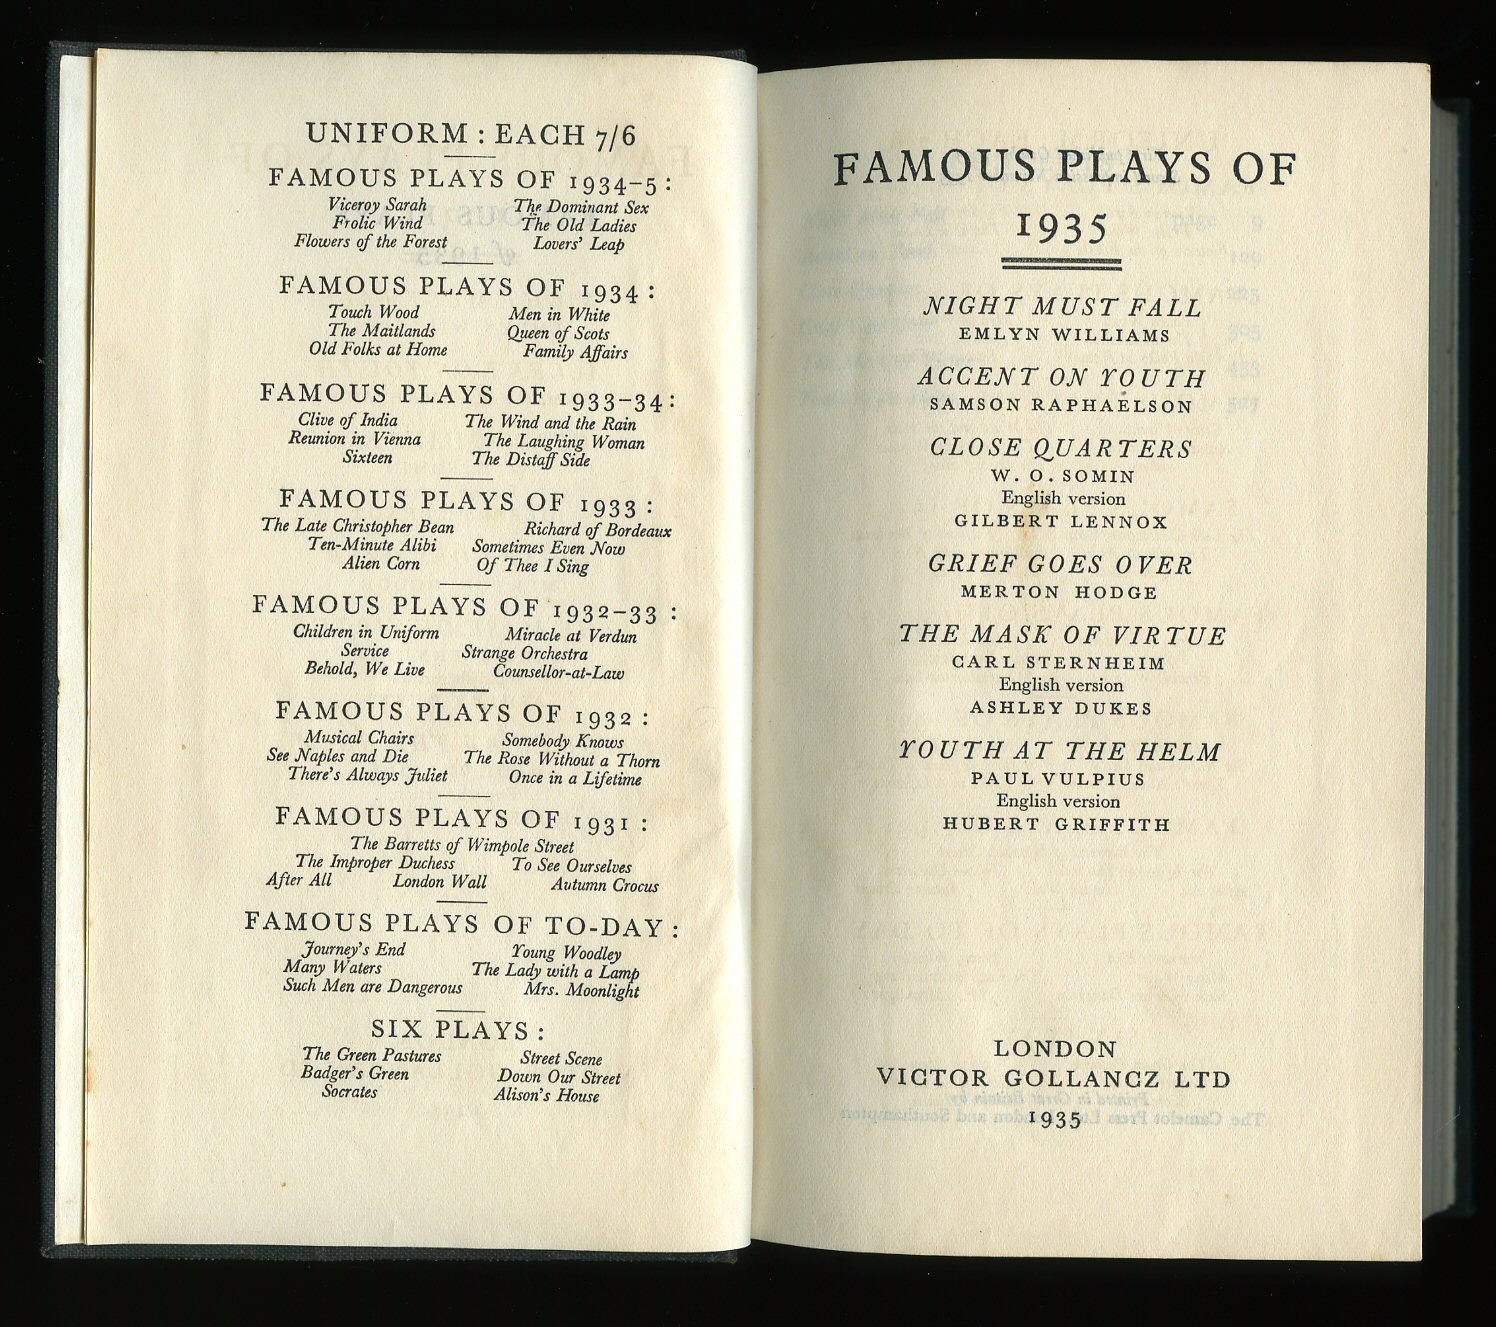 UNIFORM : EACH 7/6
FAMOUS PLAYS OF 1934-5 :
Viceroy Sarah The Dominant Sex
Frolic Wind The Old Ladies
Flowers of the Forest Lovers' Leap
FAMOUS PLAYS OF 1934 :
Touch Wood Men in White
The Maitlands Queen of Scots
Old Folks at Home Family Affairs
FAMOUS PLAYS OF 1933-34 :
Clive of India The Wind and the Rain
Reunion in Vienna The Laughing Woman
Sixteen The Distaff Side
FAMOUS PLAYS OF 1933 :
The Late Christopher Bean Richard of Bordeaux
Ten-Minute Alibi Sometimes Even Now
Alien Corn Of Thee I Sing
FAMOUS PLAYS OF 1932-33 :
Children in Uniform Miracle at Verdun
Service Strange Orchestra
Behold, We Live Counsellor-at-Law
FAMOUS PLAYS OF 1932 :
Musical Chairs Somebody Knows
See Naples and Die The Rose Without a Thorn
There's Always Juliet Once in a Lifetime
FAMOUS PLAYS OF 1931 :
The Barretts of Wimpole Street
The Improper Duchess To See Ourselves
After All London Wall Autumn Crocus
FAMOUS PLAYS OF TO-DAY :
Journey's End Young Woodley
Many Waters The Lady with a Lamp
Such Men are Dangerous Mrs. Moonlight
SIX PLAYS :
The Green Pastures Street Scene
Badger's Green Down Our Street
Socrates Alison's House
FAMOUS PLAYS OF
1935
NIGHT MUST FALL
EMLYN WILLIAMS
ACCENT ON YOUTH
SAMSON RAPHAELSON
CLOSE QUARTERS
W. O. SOMIN
English version
GILBERT LENNOX
GRIEF GOES OVER
MERTON HODGE
THE MASK OF VIRTUE
CARL STERNHEIM
English version
ASHLEY DUKES
YOUTH AT THE HELM
PAUL VULPIUS
English version
HUBERT GRIFFITH
LONDON
VICTOR GOLLANCZ LTD
1935